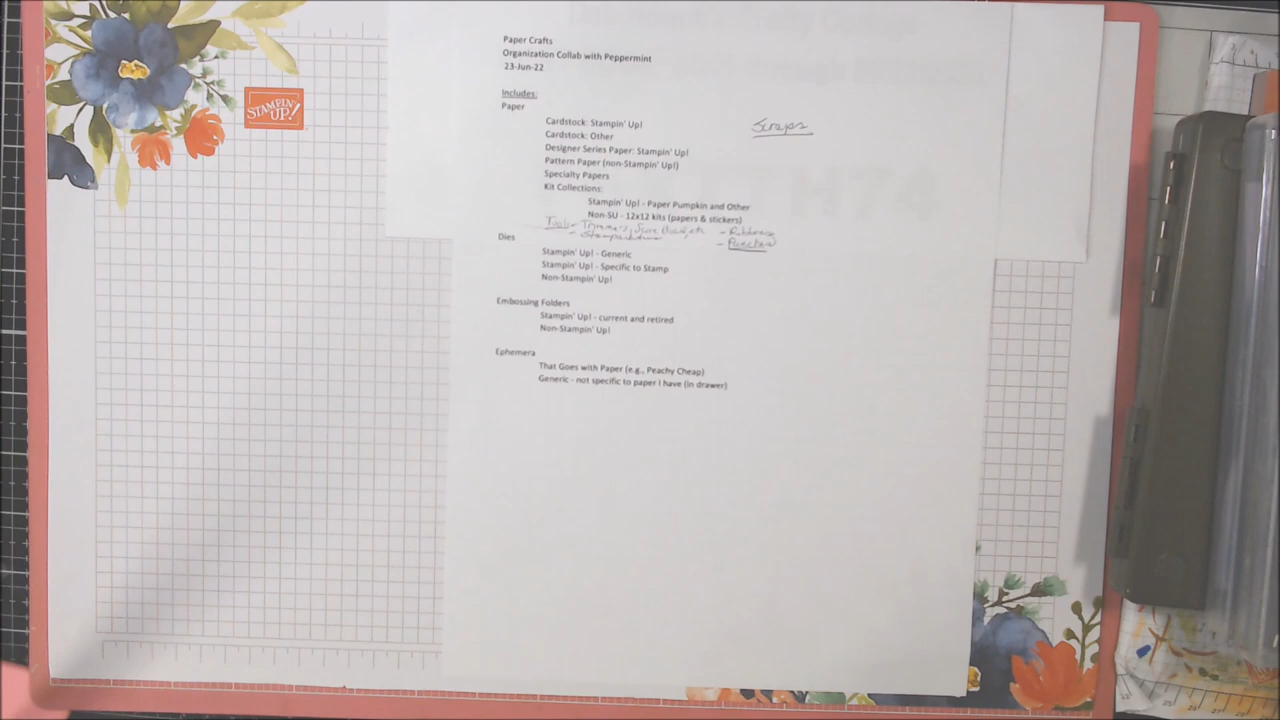 STAMPIN' UP!
Paper Crafts
Organization Collab with Peppermint
23-Jun-22
Includes:
Paper
Cardstock: Stampin' Up!
Scraps
Cardstock: Other
Designer Series Paper: Stampin' Up!
Pattern Paper (non-Stampin' Up!)
Specialty Papers
Kit Collections:
Stampin' Up! - Paper Pumpkin and Other
Non-SU - 12x12 kits (papers & stickers)
Tools - Trimmers, Score Board, etc - Ribbons
- Punches
Dies
Stampin' Up! - Generic
Stampin' Up! - Specific to Stamp
Non-Stampin' Up!
Embossing Folders
Stampin' Up! - current and retired
Non-Stampin' Up!
Ephemera
That Goes with Paper (e.g., Peachy Cheap)
Generic - not specific to paper I have (in drawer)